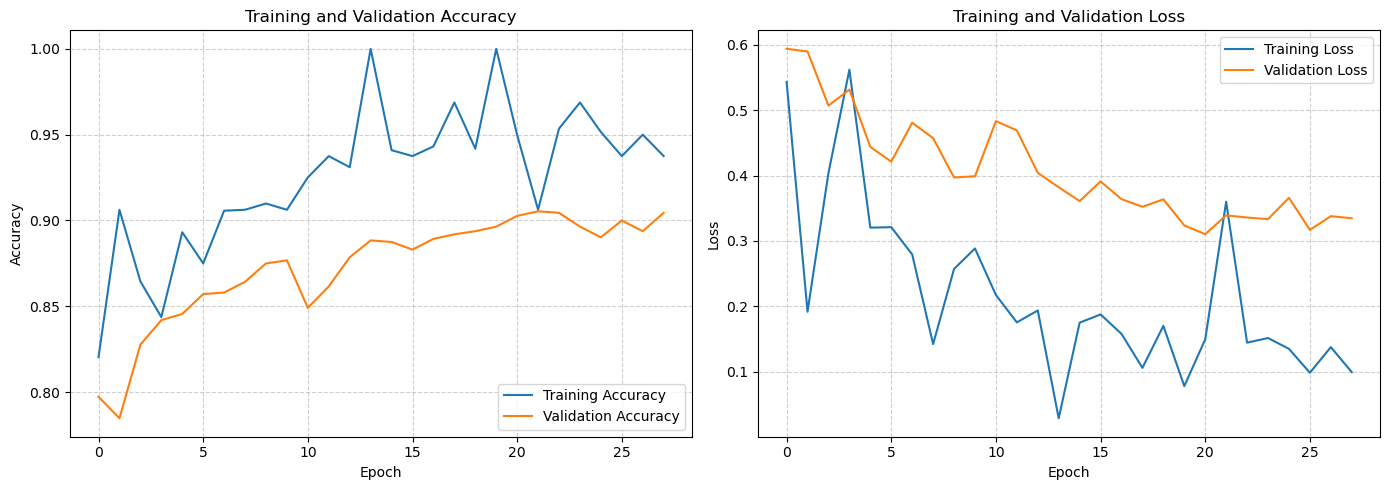 Training and Validation Accuracy
Accuracy
1.00
0.95
0.90
0.85
0.80
0
5
10
15
20
25
Epoch
Training Accuracy
Validation Accuracy
Training and Validation Loss
Loss
0.6
0.5
0.4
0.3
0.2
0.1
0
5
10
15
20
25
Epoch
Training Loss
Validation Loss